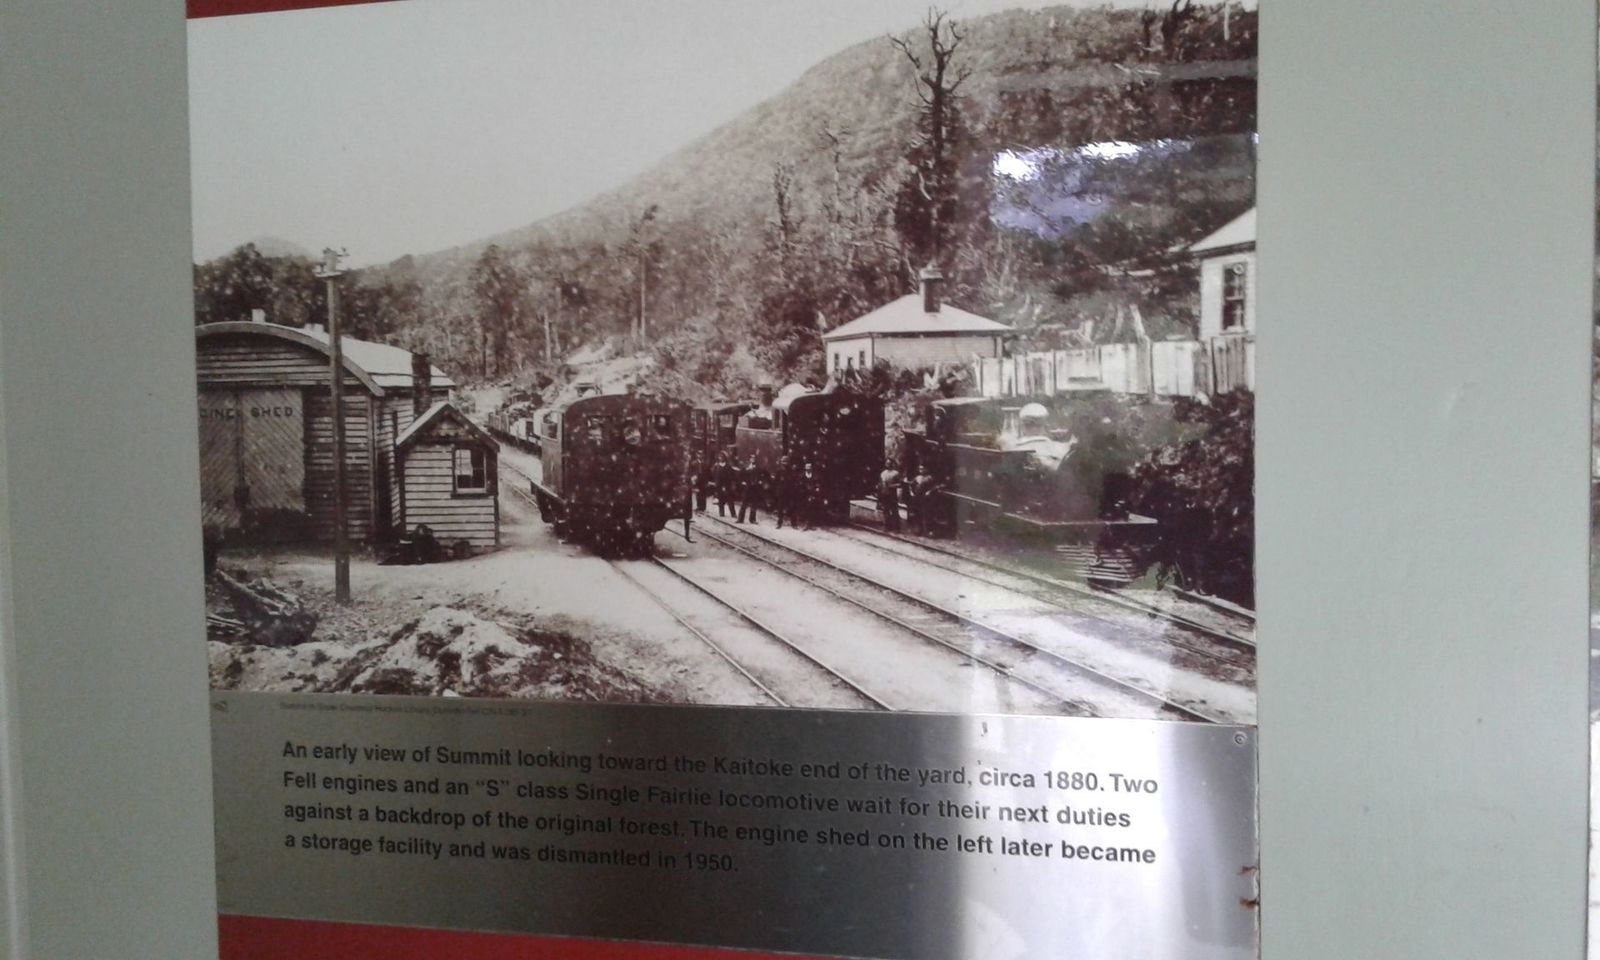 GINE SHED
An early view of Summit looking toward the Kaitoke end of the yard, circa 1880. Two
Fell engines and an “S” class Single Fairlie locomotive wait for their next duties
against a backdrop of the original forest. The engine shed on the left later became
a storage facility and was dismantled in 1950.